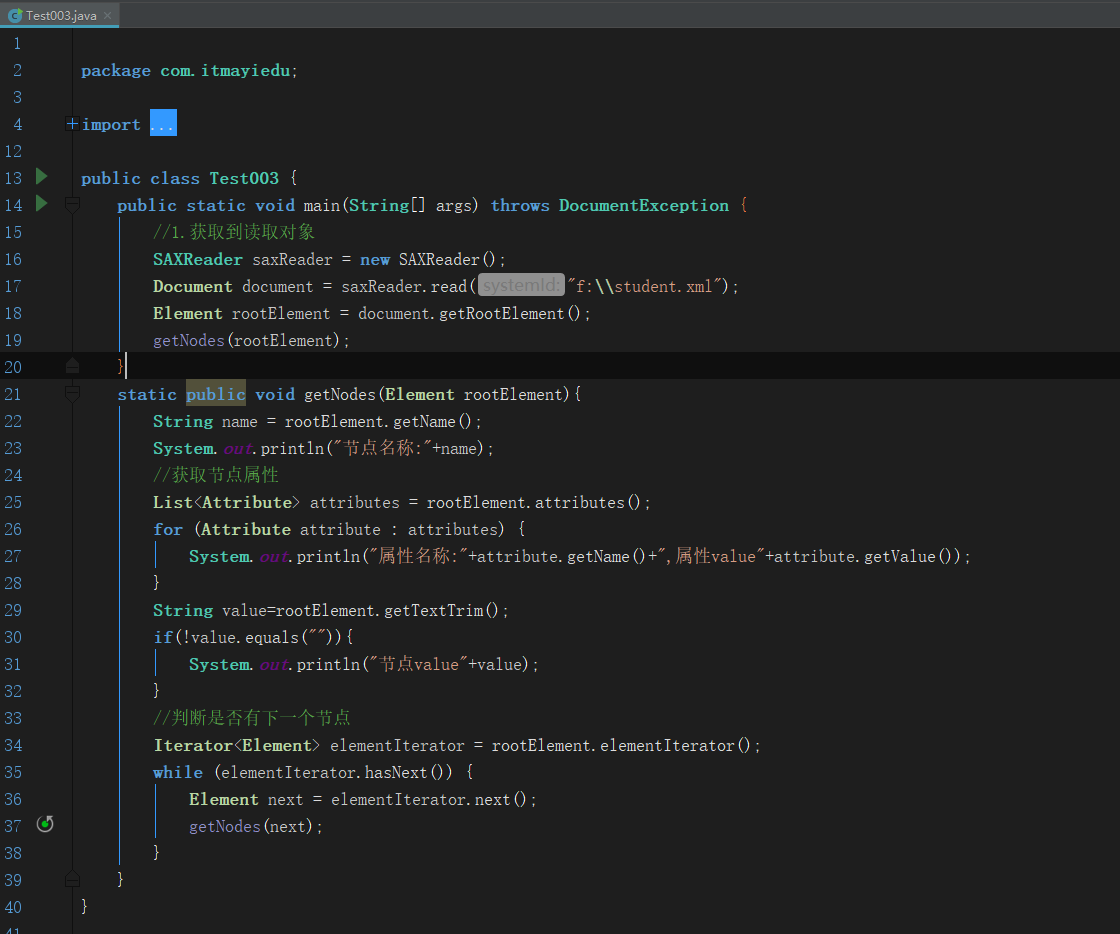 Test003.java ×
1
2 package com.itmayiedu;
3
4 import ...
12
13 public class Test003 {
14 public static void main(String[] args) throws DocumentException {
15 //1.获取到读取对象
16 SAXReader saxReader = new SAXReader();
17 Document document = saxReader.read( systemId: "f:\\student.xml");
18 Element rootElement = document.getRootElement();
19 getNodes(rootElement);
20 }
21 static public void getNodes(Element rootElement){
22 String name = rootElement.getName();
23 System.out.println("节点名称:"+name);
24 //获取节点属性
25 List<Attribute> attributes = rootElement.attributes();
26 for (Attribute attribute : attributes) {
27 System.out.println("属性名称:"+attribute.getName()+",属性value"+attribute.getValue());
28 }
29 String value=rootElement.getTextTrim();
30 if(!value.equals("")){
31 System.out.println("节点value"+value);
32 }
33 //判断是否有下一个节点
34 Iterator<Element> elementIterator = rootElement.elementIterator();
35 while (elementIterator.hasNext()) {
36 Element next = elementIterator.next();
37 getNodes(next);
38 }
39 }
40 }
41